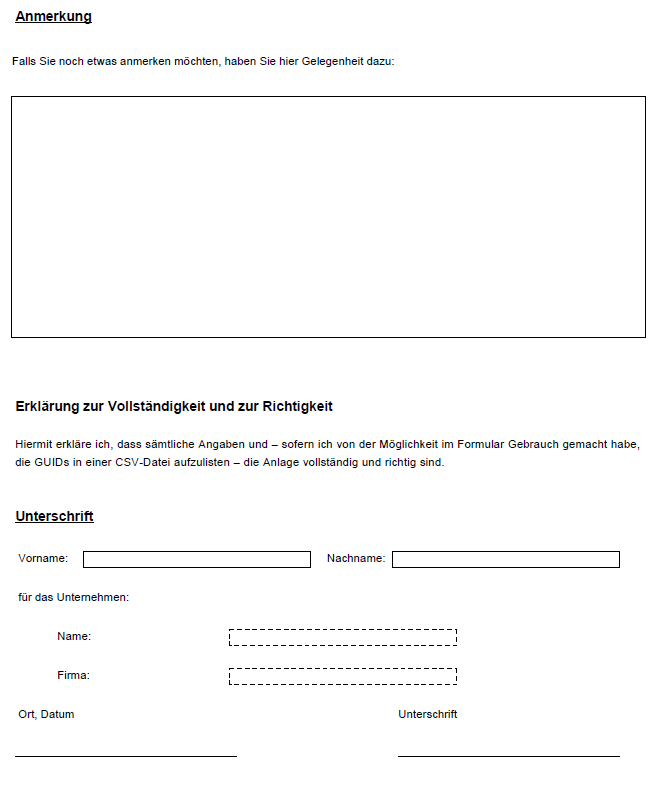 Anmerkung
Falls Sie noch etwas anmerken möchten, haben Sie hier Gelegenheit dazu:
Erklärung zur Vollständigkeit und zur Richtigkeit
Hiermit erkläre ich, dass sämtliche Angaben und – sofern ich von der Möglichkeit im Formular Gebrauch gemacht habe,
die GUIDs in einer CSV-Datei aufzulisten – die Anlage vollständig und richtig sind.
Unterschrift
Vorname: Nachname:
für das Unternehmen:
Name:
Firma:
Ort, Datum Unterschrift